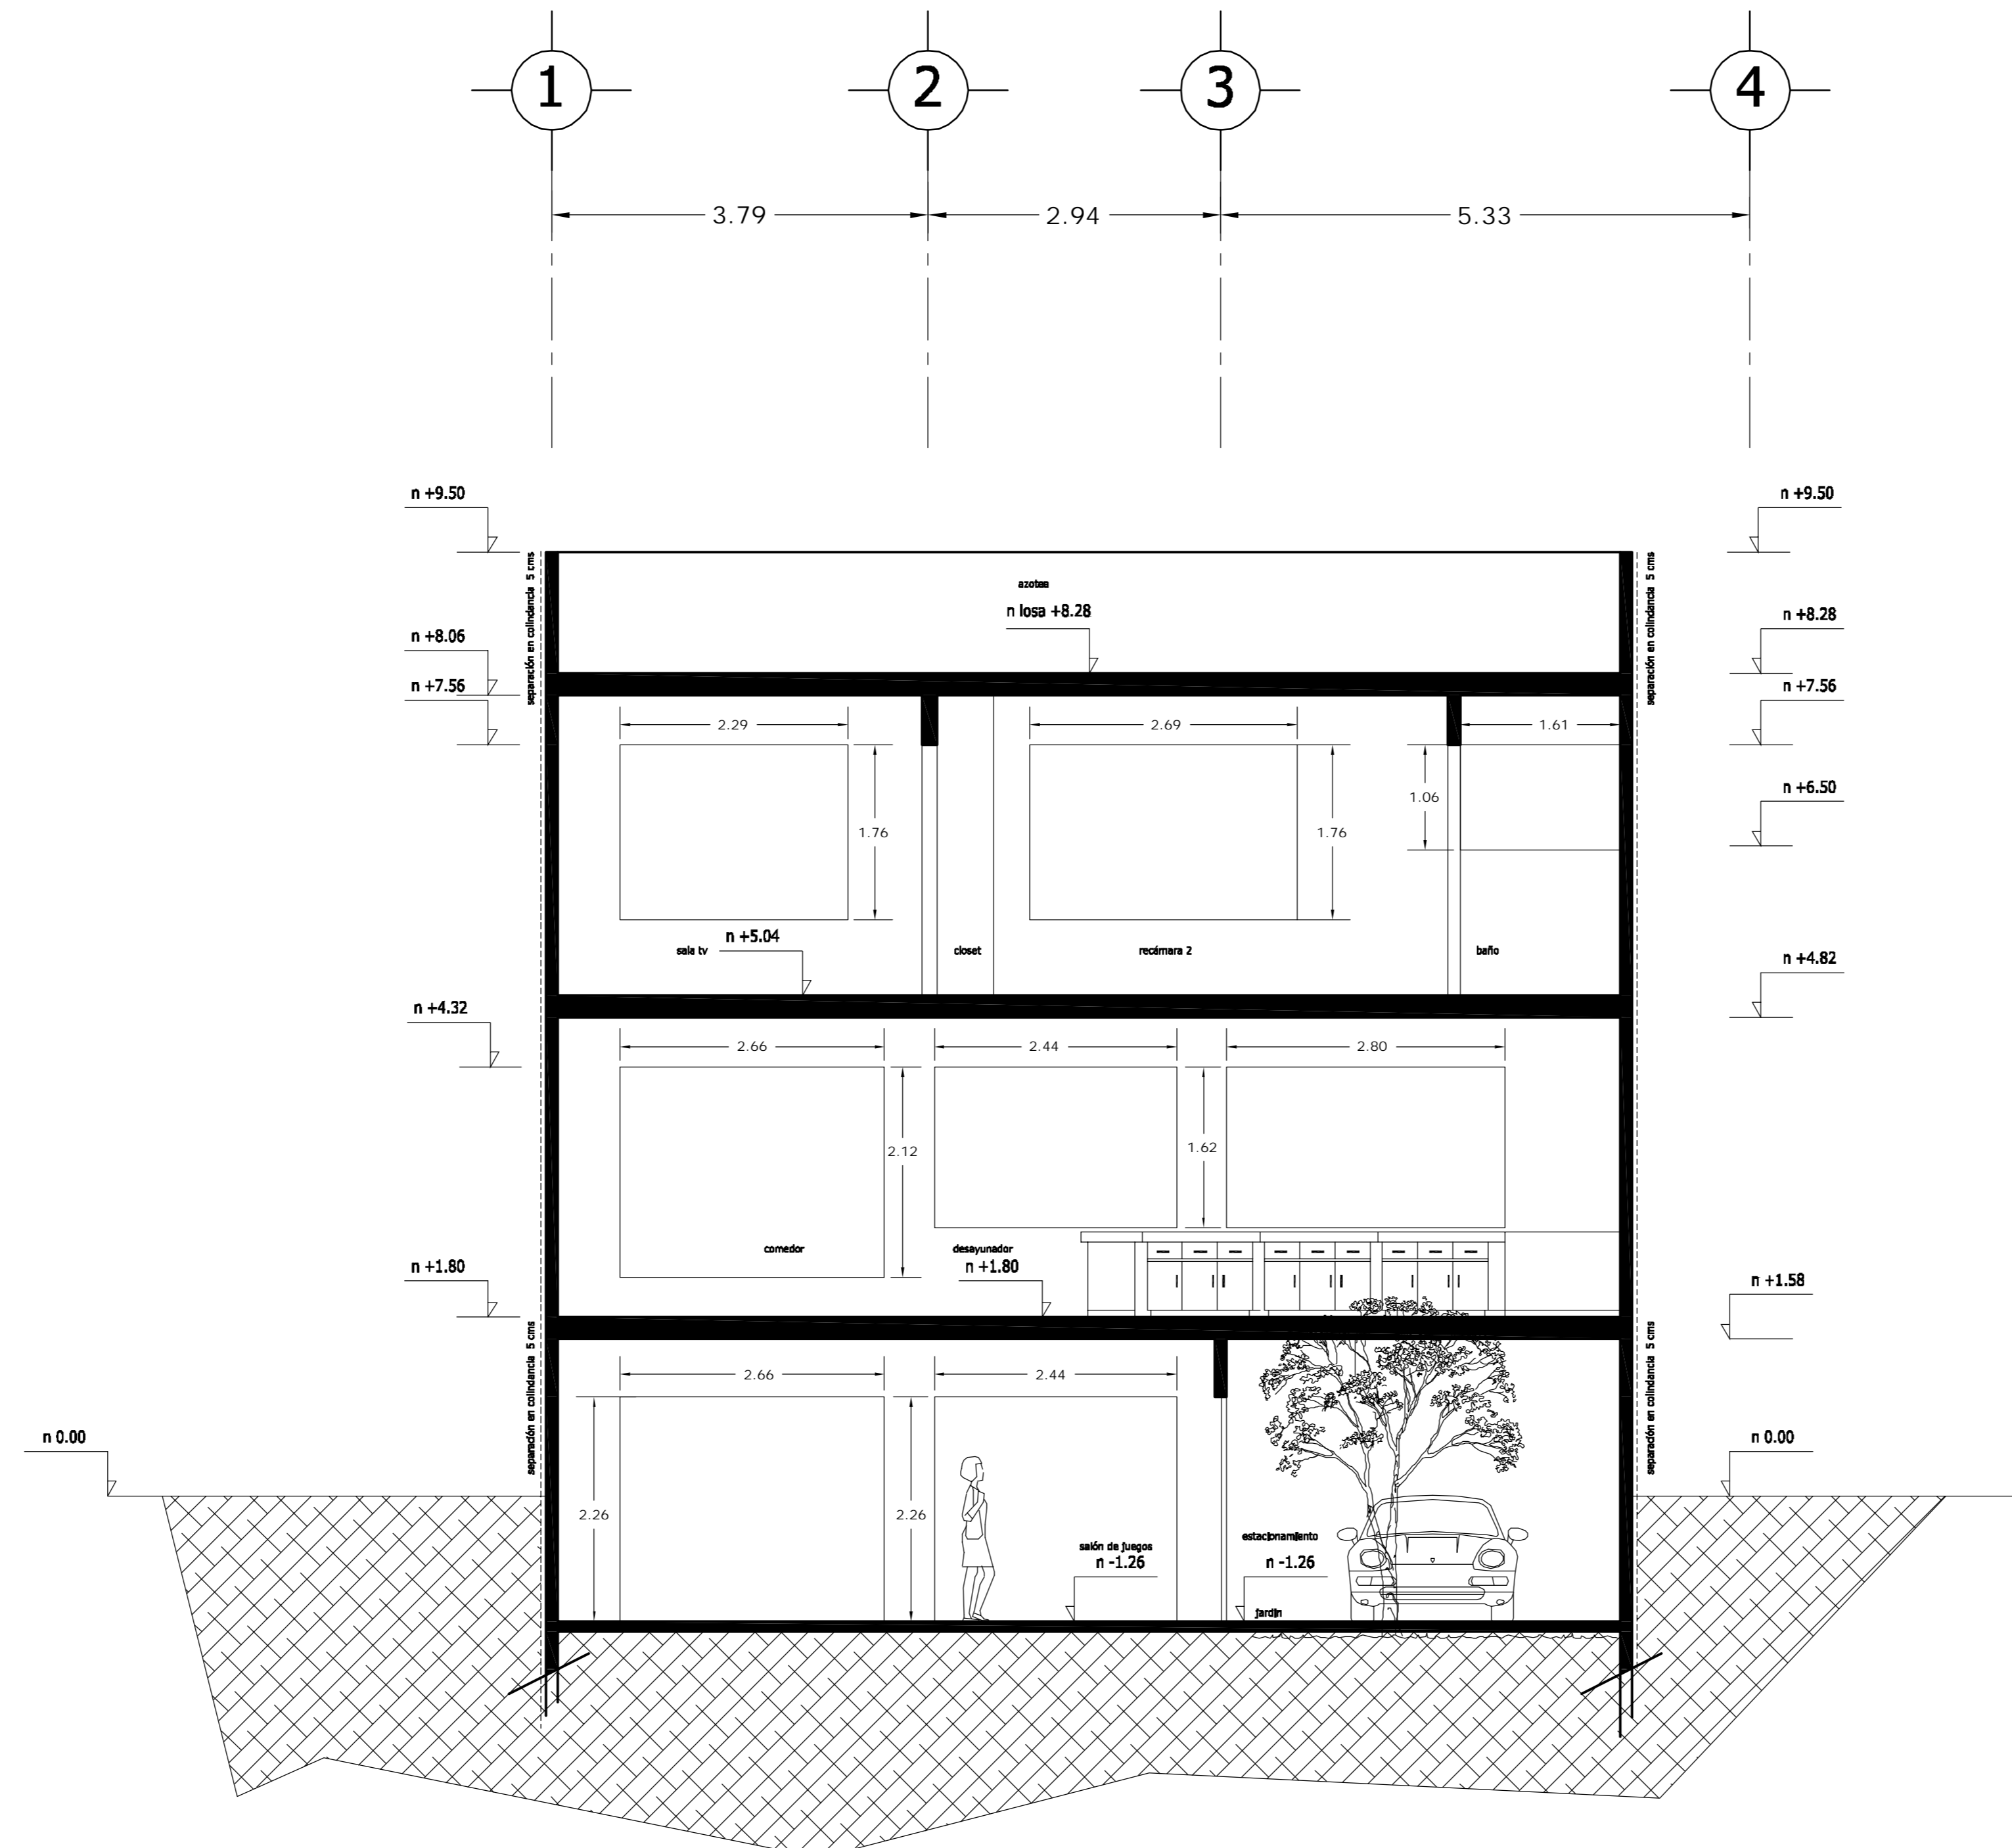 1 2 3 4
3.79 2.94 5.33
n +9.50
n +9.50
separación en colindancia 5 cms
separación en colindancia 5 cms
azotea
n losa +8.28
n +8.06
n +8.28
n +7.56
n +7.56
2.29 2.69 1.61
1.76 1.76 1.06
n +6.50
n +5.04
sala tv closet recámara 2 baño
n +4.82
n +4.32
2.66 2.44 2.80
2.12 1.62
comedor desayunador
n +1.80
n +1.80
n +1.58
separación en colindancia 5 cms
separación en colindancia 5 cms
2.66 2.44
n 0.00
n 0.00
2.26 2.26
salón de juegos
n -1.26
estacionamiento
n -1.26
jardín